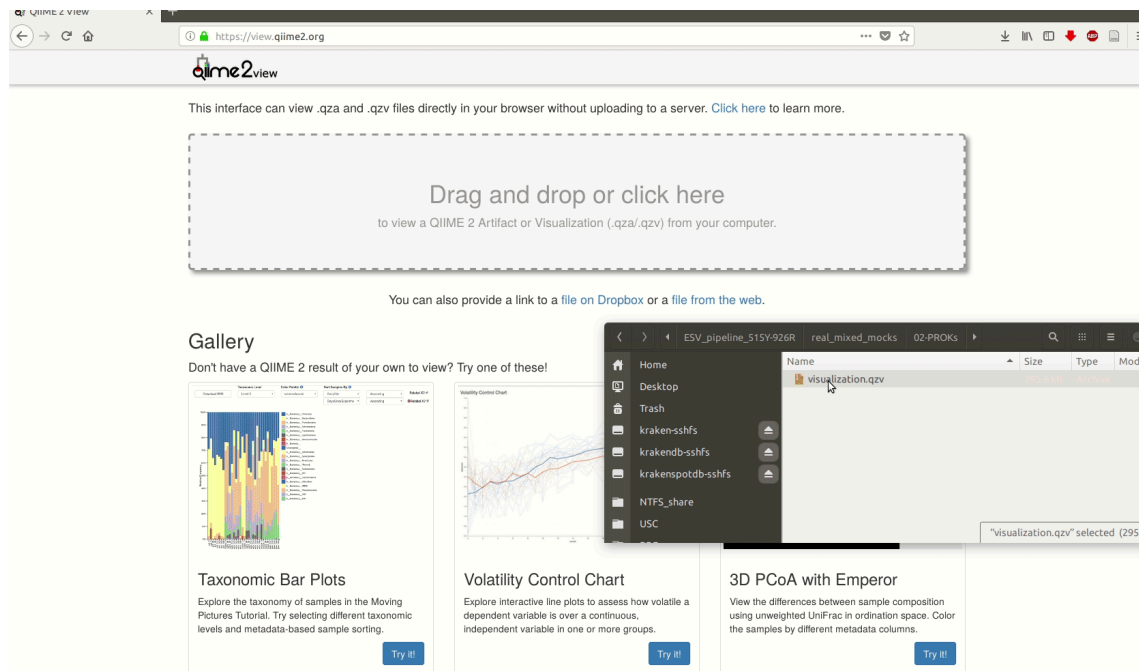 QIIME 2 View
https://view.qiime2.org
qiime2view
This interface can view .qza and .qzv files directly in your browser without uploading to a server. Click here to learn more.
Drag and drop or click here
to view a QIIME 2 Artifact or Visualization (.qza/.qzv) from your computer.
You can also provide a link to a file on Dropbox or a file from the web.
Gallery
Don't have a QIIME 2 result of your own to view? Try one of these!
Volatility Control Chart
ESV_pipeline_515Y-926R real_mixed_mocks 02-PROKs
Home
Desktop
Trash
kraken-sshfs
krakendb-sshfs
krakenspotdb-sshfs
NTFS_share
USC
Name Size Type Mod
visualization.qzv
"visualization.qzv" selected (295
Taxonomic Bar Plots
Explore the taxonomy of samples in the Moving
Pictures Tutorial. Try selecting different taxonomic
levels and metadata-based sample sorting.
Try it!
Volatility Control Chart
Explore interactive line plots to assess how volatile a
dependent variable is over a continuous,
independent variable in one or more groups.
Try it!
3D PCoA with Emperor
View the differences between sample composition
using unweighted UniFrac in ordination space. Color
the samples by different metadata columns.
Try it!